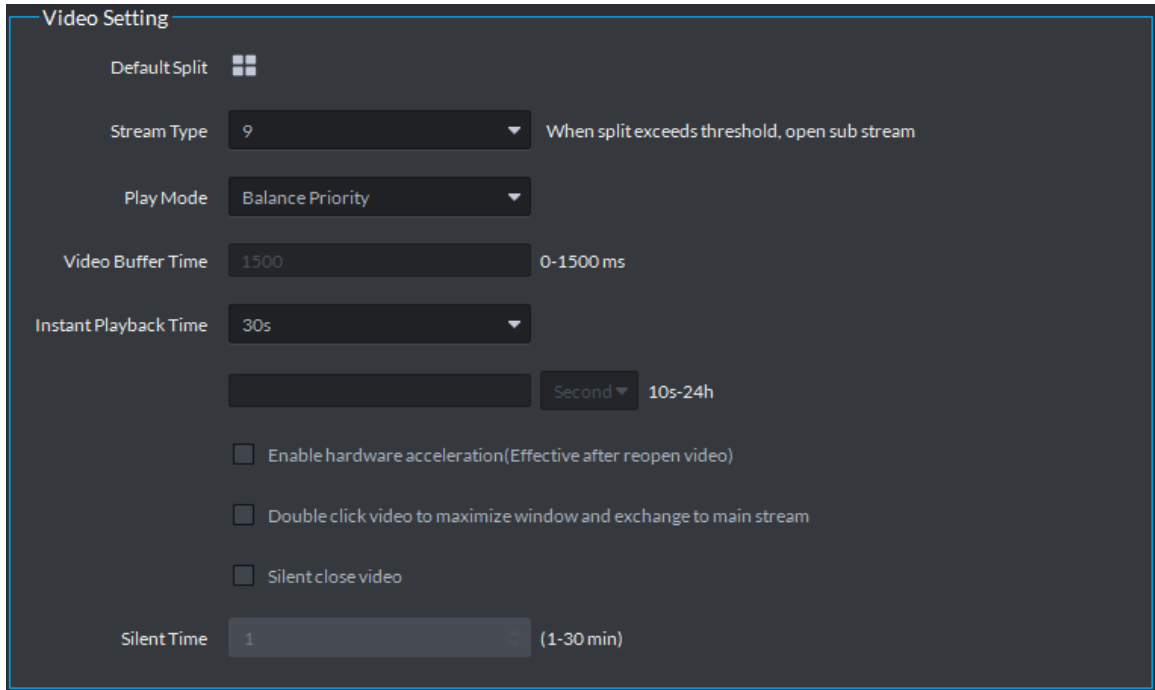 Video Setting
Default Split
Stream Type 9 When split exceeds threshold, open sub stream
Play Mode Balance Priority
Video Buffer Time 1500 0-1500 ms
Instant Playback Time 30s
Second 10s-24h
Enable hardware acceleration(Effective after reopen video)
Double click video to maximize window and exchange to main stream
Silent close video
Silent Time 1 (1-30 min)